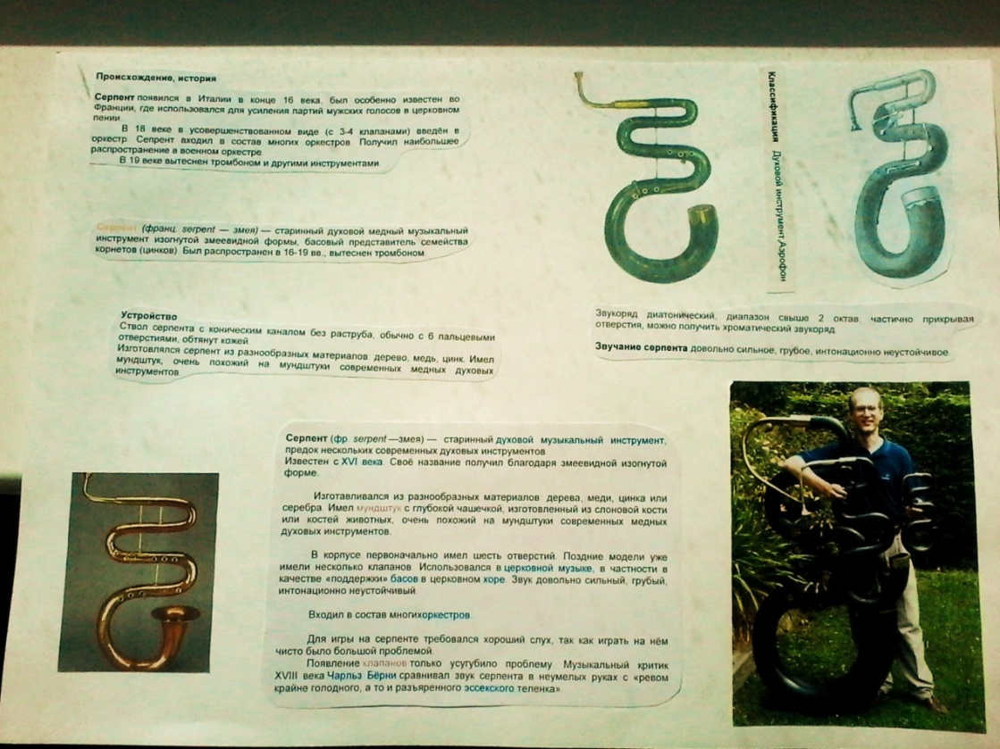 Происхождение, история
Серпент появился в Италии в конце 16 века, был особенно известен во
Франции, где использовался для усиления партий мужских голосов в церковном
пении.
В 18 веке в усовершенствованном виде (с 3-4 клапанами) введён в
оркестр. Сепрент входил в состав многих оркестров. Получил наибольшее
распространение в военном оркестре.
В 19 веке вытеснен тромбоном и другими инструментами.
Серпент (франц. serpent — змея) — старинный духовой медный музыкальный
инструмент изогнутой змеевидной формы, басовый представитель семейства
корнетов (цинков). Был распространен в 16-19 вв., вытеснен тромбоном.
Устройство
Ствол серпента с коническим каналом без раструба, обычно с 6 пальцевыми
отверстиями, обтянут кожей.
Изготовлялся серпент из разнообразных материалов: дерево, медь, цинк. Имел
мундштук, очень похожий на мундштуки современных медных духовых
инструментов.
Классификация Духовой инструмент, Аэрофон
Звукоряд диатонический, диапазон свыше 2 октав, частично прикрывая
отверстия, можно получить хроматический звукоряд.
Звучание серпента довольно сильное, грубое, интонационно неустойчивое.
Серпент (фр. serpent —змея) — старинный духовой музыкальный инструмент,
предок нескольких современных духовых инструментов.
Известен с XVI века. Своё название получил благодаря змеевидной изогнутой
форме.
Изготавливался из разнообразных материалов: дерева, меди, цинка или
серебра. Имел мундштук с глубокой чашечкой, изготовленный из слоновой кости
или костей животных, очень похожий на мундштуки современных медных
духовых инструментов.
В корпусе первоначально имел шесть отверстий. Поздние модели уже
имели несколько клапанов. Использовался в церковной музыке, в частности в
качестве «поддержки» басов в церковном хоре. Звук довольно сильный, грубый,
интонационно неустойчивый.
Входил в состав многихоркестров.
Для игры на серпенте требовался хороший слух, так как играть на нём
чисто было большой проблемой.
Появление клапанов только усугубило проблему. Музыкальный критик
XVIII века Чарльз Бёрни сравнивал звук серпента в неумелых руках с «ревом
крайне голодного, а то и разъяренного эссекского теленка».